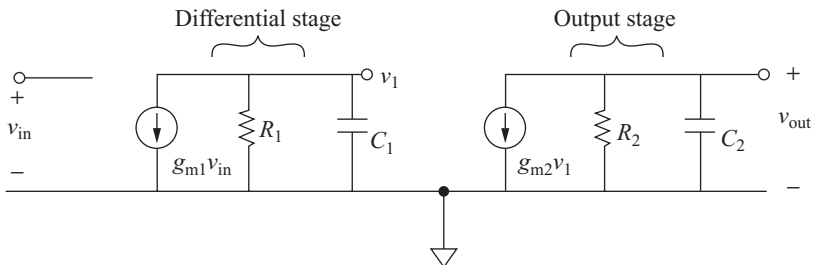 Differential stage
Output stage
v₁
+
+
vᵢₙ
R₁
C₁
R₂
C₂
vₒᵤₜ
gₘ₁vᵢₙ
gₘ₂v₁
−
−